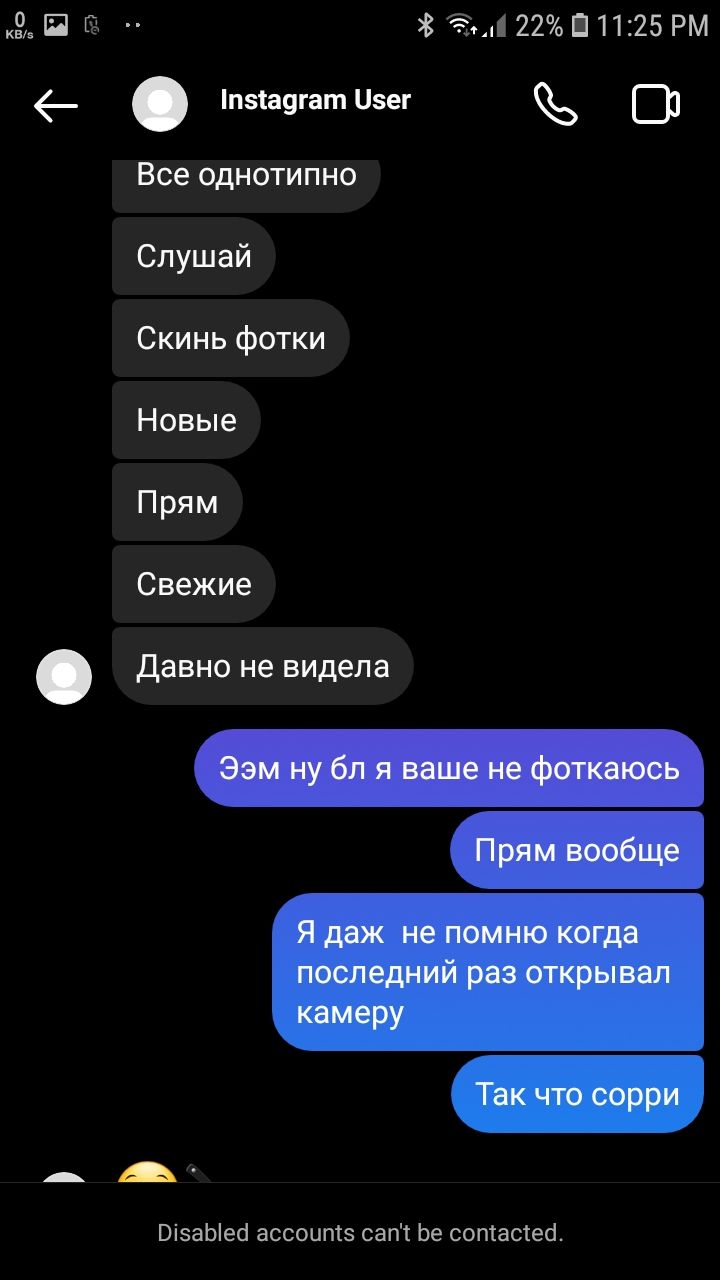 0
KB/s
22% 11:25 PM
Instagram User
Все однотипно
Слушай
Скинь фотки
Новые
Прям
Свежие
Давно не видела
Ээм ну бл я ваше не фоткаюсь
Прям вообще
Я даж  не помню когда
последний раз открывал
камеру
Так что сорри
Disabled accounts can't be contacted.